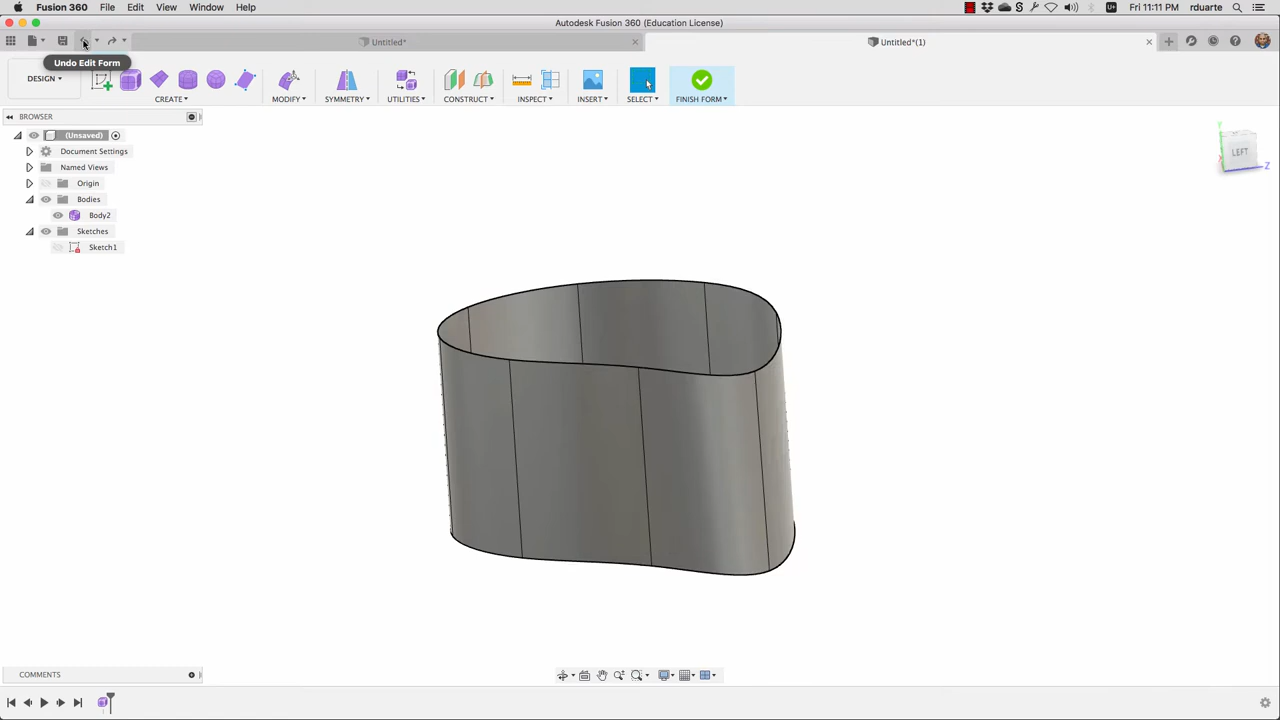 Fusion 360 File Edit View Window Help
U+ Fri 11:11 PM rduarte
Autodesk Fusion 360 (Education License)
Untitled* Untitled*(1)
Undo Edit Form
DESIGN
CREATE MODIFY SYMMETRY UTILITIES CONSTRUCT INSPECT INSERT SELECT FINISH FORM
BROWSER
(Unsaved)
Document Settings
Named Views
Origin
Bodies
Body2
Sketches
Sketch1
Y
LEFT
Z
COMMENTS